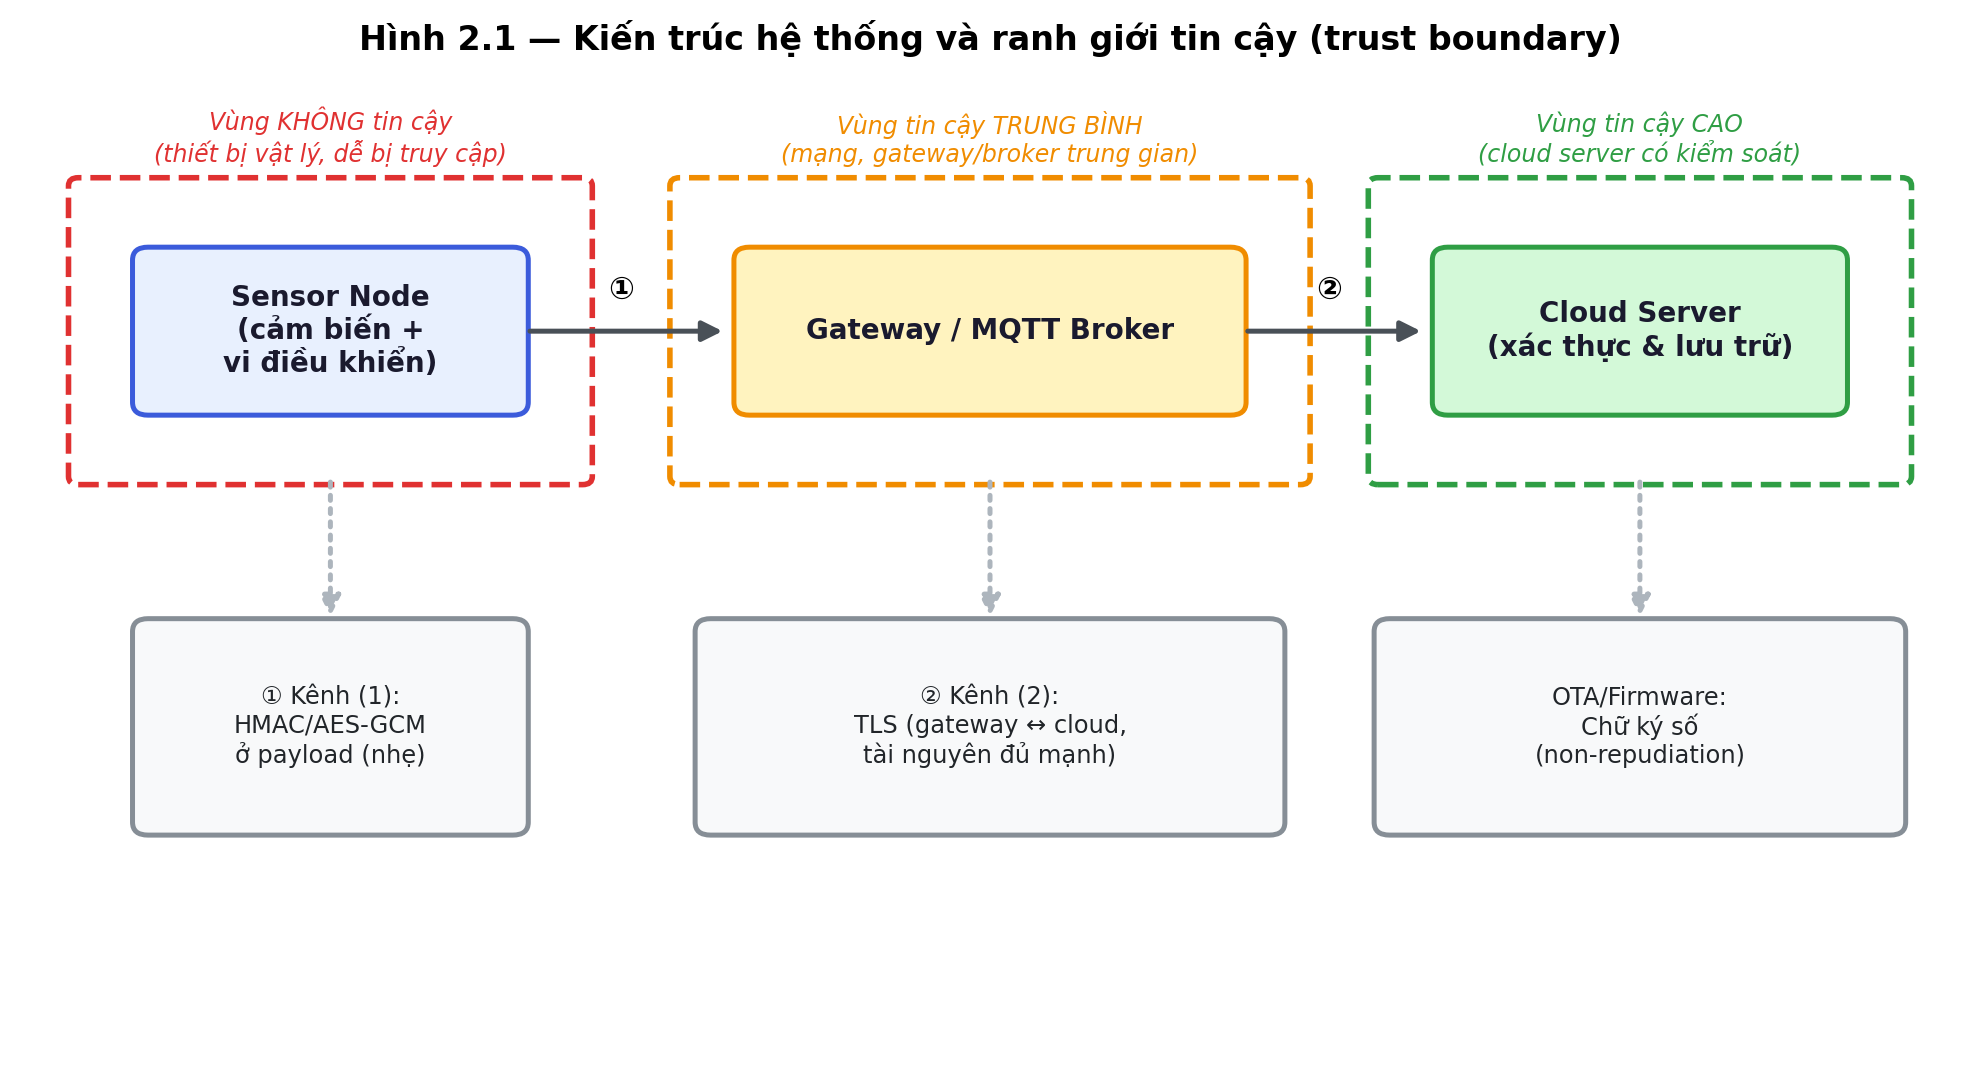 Hình 2.1 — Kiến trúc hệ thống và ranh giới tin cậy (trust boundary)
Vùng KHÔNG tin cậy
(thiết bị vật lý, dễ bị truy cập)
Vùng tin cậy TRUNG BÌNH
(mạng, gateway/broker trung gian)
Vùng tin cậy CAO
(cloud server có kiểm soát)
Sensor Node
(cảm biến +
vi điều khiển)
①
Gateway / MQTT Broker
②
Cloud Server
(xác thực & lưu trữ)
① Kênh (1):
HMAC/AES-GCM
ở payload (nhẹ)
② Kênh (2):
TLS (gateway ↔ cloud,
tài nguyên đủ mạnh)
OTA/Firmware:
Chữ ký số
(non-repudiation)